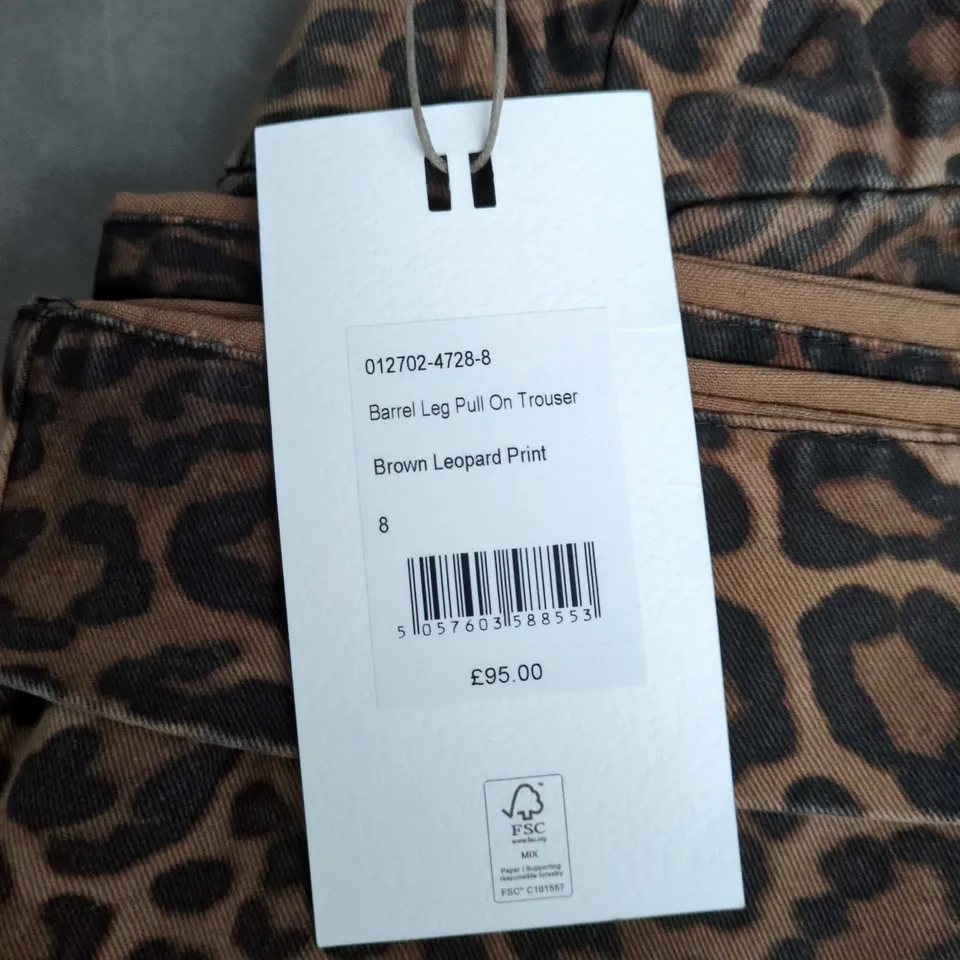 012702-4728-8
Barrel Leg Pull On Trouser
Brown Leopard Print
8
5 057603 588553
£95.00
FSC
www.fsc.org
MIX
Paper | Supporting
responsible forestry
FSC® C101557